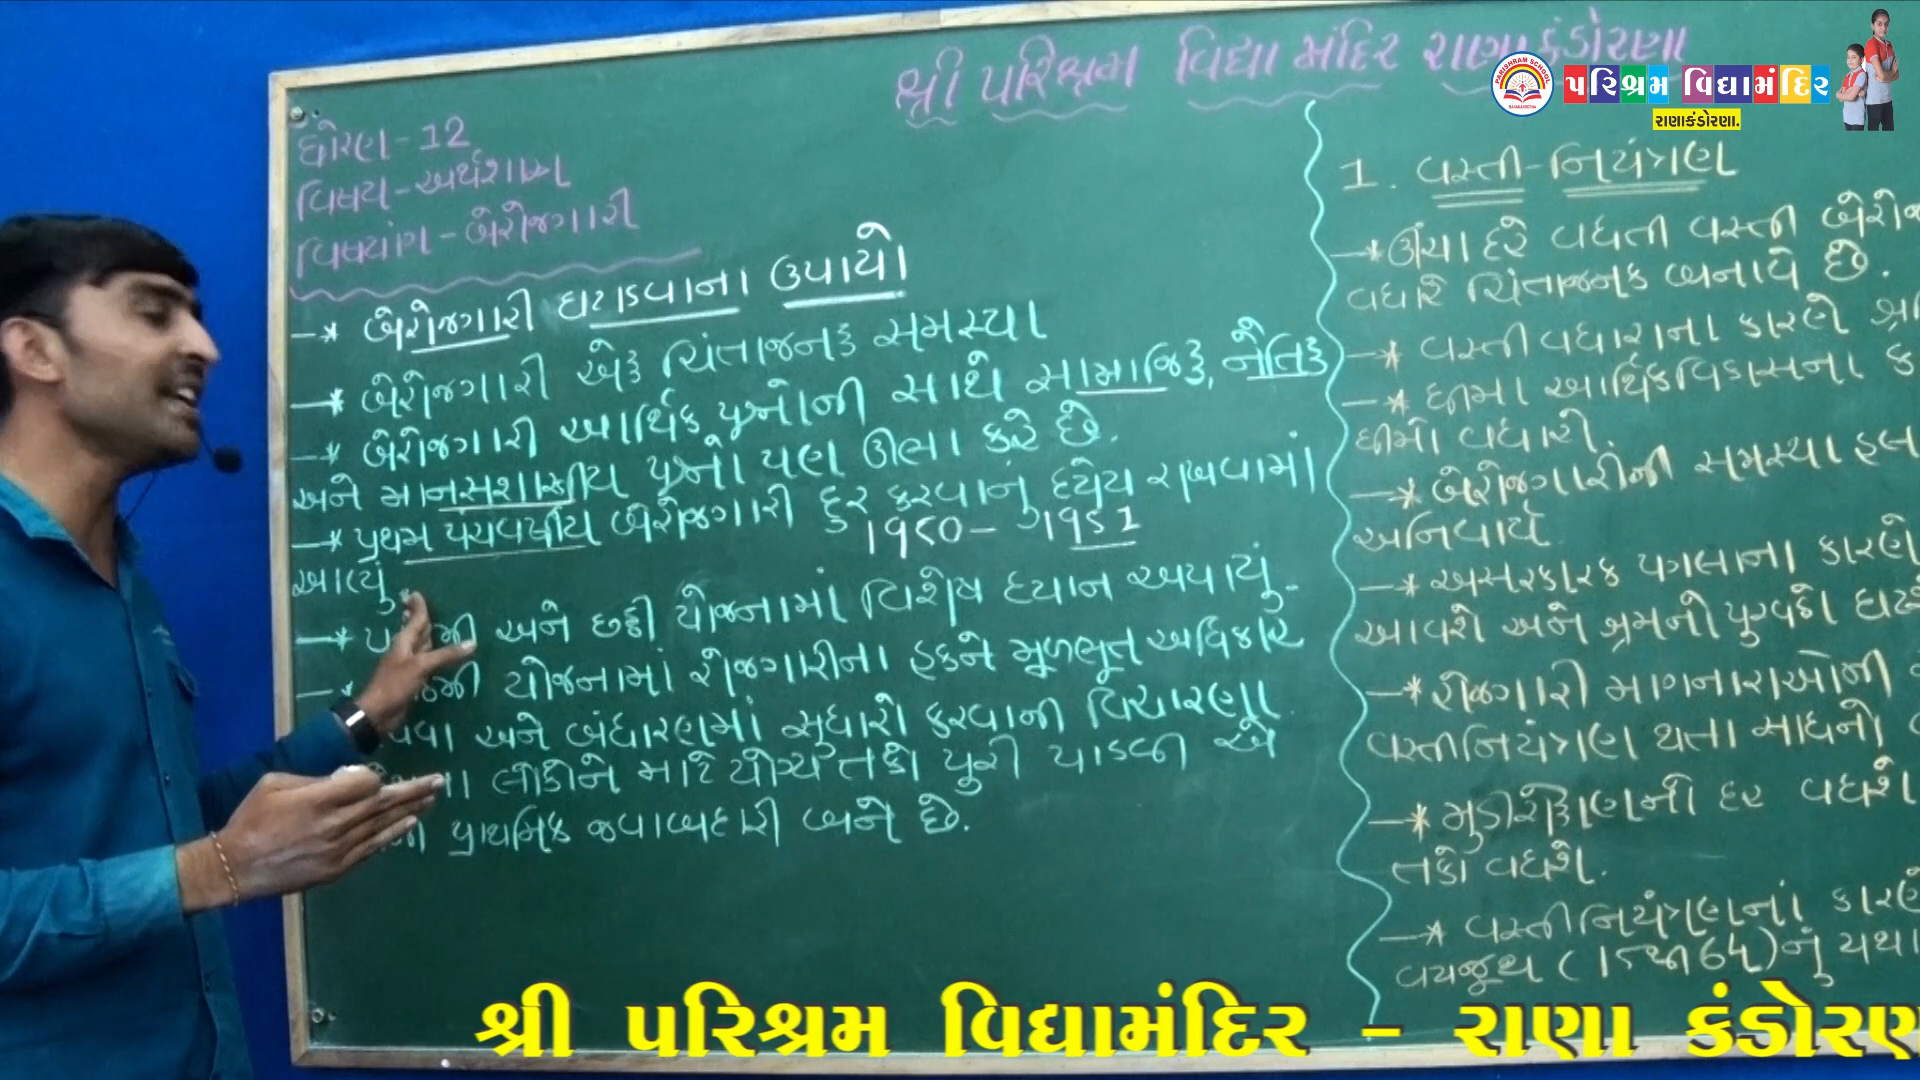 શ્રી પરિશ્રમ વિદ્યામંદિર રાણાકંડોરણા
PARISHRAM SCHOOL
પરિશ્રમ વિદ્યામંદિર
રાણાકંડોરણા.
ધોરણ-12
વિષય-અર્થશાસ્ત્ર
વિષયાંગ-બેરોજગારી
→* બેરોજગારી ઘટાડવાના ઉપાયો
→* બેરોજગારી એક ચિંતાજનક સમસ્યા
→* બેરોજગારી આર્થિક પ્રશ્નોની સાથે સામાજિક, નૈતિક
અને માનસશાસ્ત્રીય પ્રશ્નો પણ ઊભા કરે છે.
→* પ્રથમ પંચવર્ષીય બેરોજગારી દુર કરવાનું ધ્યેય રાખવામાં
૧૯૯૦- ૧૯૬1
આવ્યું.
→* અને છઠ્ઠી યોજનામાં વિશેષ ધ્યાન અપાયું.
યોજનામાં રોજગારીના હકને મૂળભૂત અધિકાર
અને બંધારણમાં સુધારો કરવાની વિચારણા
લોકોને માટે યોગ્ય તકો પુરી પાડવી એ
પ્રાથમિક જવાબદારી બને છે.
1. વસ્તી-નિયંત્રણ
→* ઊંચા દરે વધતી વસ્તી
વધારે ચિંતાજનક બનાવે છે.
→* વસ્તી વધારાના કારણે
→* ધીમા આર્થિકવિકાસના
ધીમો વધારો.
→* બેરોજગારીની સમસ્યા
અનિવાર્ય
→* અસરકારક પગલાના કારણે
આવશે અને શ્રમનો પુરવઠો
→* રોજગારી માગનારાઓની
વસ્તીનિયંત્રણ થતા સાધનો
→* મુડીરોકાણનો દર વધશે
તકો વધશે.
→* વસ્તીનિયંત્રણનાં
વયજૂથ (15થી 64)નું
શ્રી પરિશ્રમ વિદ્યામંદિર - રાણા કંડોરણ